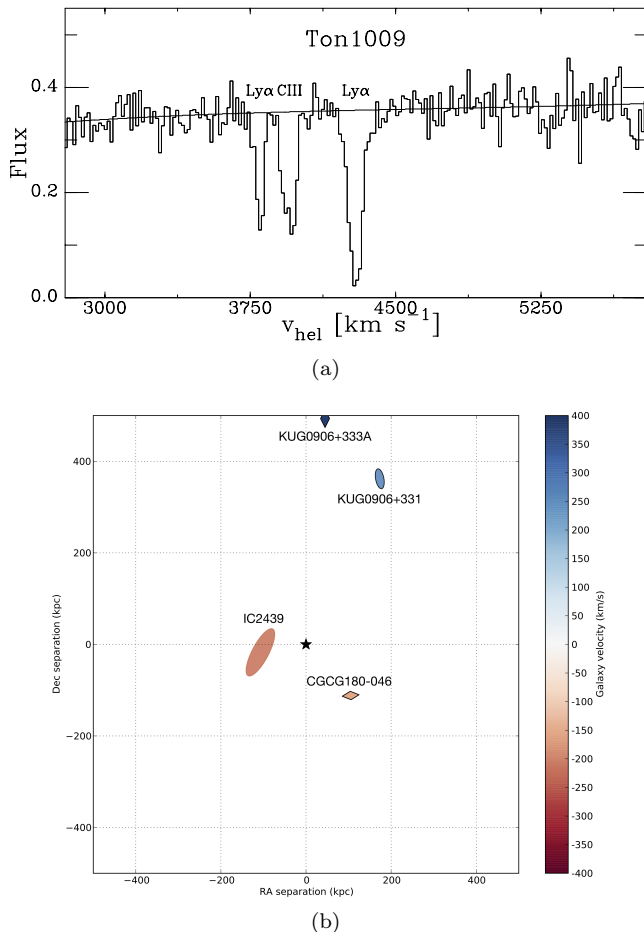 Ton1009
Lyα CIII Lyα
Flux
0.4
0.2
0.0
3000 3750 4500 5250
v_hel [km s⁻¹]
(a)
KUG0906+333A
KUG0906+331
IC2439
CGCG180-046
Dec separation (kpc)
400
200
0
−200
−400
−400 −200 0 200 400
RA separation (kpc)
400
350
300
250
200
150
100
50
0
−50
−100
−150
−200
−250
−300
−350
−400
Galaxy velocity (km/s)
(b)